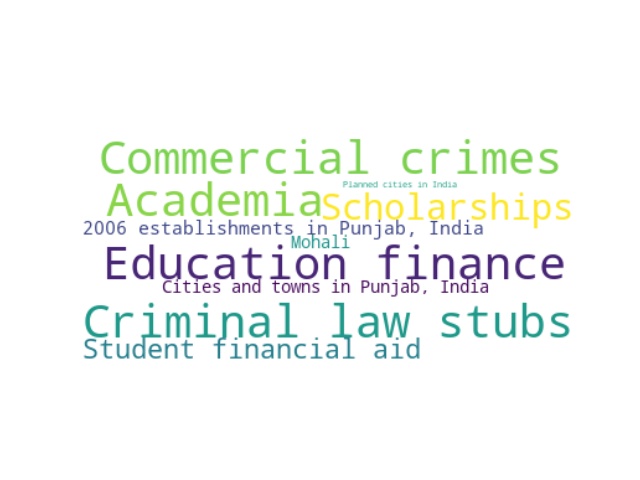 Commercial crimes
Planned cities in India
Academia
Scholarships
2006 establishments in Punjab, India
Mohali
Education finance
Cities and towns in Punjab, India
Criminal law stubs
Student financial aid